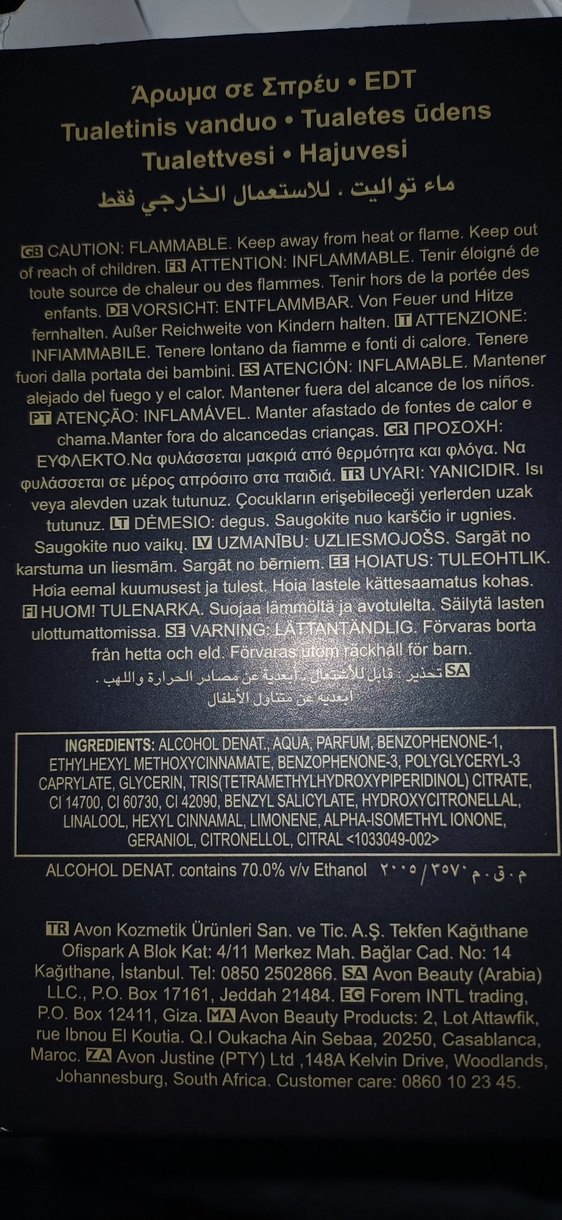 Άρωμα σε Σπρέυ • EDT
Tualetinis vanduo • Tualetes ūdens
Tualettvesi • Hajuvesi
ماء تواليت . للاستعمال الخارجي فقط
GB CAUTION: FLAMMABLE. Keep away from heat or flame. Keep out
of reach of children. FR ATTENTION: INFLAMMABLE. Tenir éloigné de
toute source de chaleur ou des flammes. Tenir hors de la portée des
enfants. DE VORSICHT: ENTFLAMMBAR. Von Feuer und Hitze
fernhalten. Außer Reichweite von Kindern halten. IT ATTENZIONE:
INFIAMMABILE. Tenere lontano da fiamme e fonti di calore. Tenere
fuori dalla portata dei bambini. ES ATENCIÓN: INFLAMABLE. Mantener
alejado del fuego y el calor. Mantener fuera del alcance de los niños.
PT ATENÇÃO: INFLAMÁVEL. Manter afastado de fontes de calor e
chama.Manter fora do alcancedas crianças. GR ΠΡΟΣΟΧΗ:
ΕΥΦΛΕΚΤΟ.Να φυλάσσεται μακριά από θερμότητα και φλόγα. Να
φυλάσσεται σε μέρος απρόσιτο στα παιδιά. TR UYARI: YANICIDIR. Isı
veya alevden uzak tutunuz. Çocukların erişebileceği yerlerden uzak
tutunuz. LT DĖMESIO: degus. Saugokite nuo karščio ir ugnies.
Saugokite nuo vaikų. LV UZMANĪBU: UZLIESMOJOŠS. Sargāt no
karstuma un liesmām. Sargāt no bērniem. EE HOIATUS: TULEOHTLIK.
Hoia eemal kuumusest ja tulest. Hoia lastele kättesaamatus kohas.
FI HUOM! TULENARKA. Suojaa lämmöltä ja avotulelta. Säilytä lasten
ulottumattomissa. SE VARNING: LÄTTANTÄNDLIG. Förvaras borta
från hetta och eld. Förvaras utom räckhåll för barn.
SA تحذير : قابل للأشتعال . أبعديه عن مصادر الحرارة واللهب .
أبعديه عن متناول الأطفال
INGREDIENTS: ALCOHOL DENAT., AQUA, PARFUM, BENZOPHENONE-1,
ETHYLHEXYL METHOXYCINNAMATE, BENZOPHENONE-3, POLYGLYCERYL-3
CAPRYLATE, GLYCERIN, TRIS(TETRAMETHYLHYDROXYPIPERIDINOL) CITRATE,
CI 14700, CI 60730, CI 42090, BENZYL SALICYLATE, HYDROXYCITRONELLAL,
LINALOOL, HEXYL CINNAMAL, LIMONENE, ALPHA-ISOMETHYL IONONE,
GERANIOL, CITRONELLOL, CITRAL <1033049-002>
ALCOHOL DENAT. contains 70.0% v/v Ethanol م.ق.م ٣٥٧٠/٢٠٠٥
TR Avon Kozmetik Ürünleri San. ve Tic. A.Ş. Tekfen Kağıthane
Ofispark A Blok Kat: 4/11 Merkez Mah. Bağlar Cad. No: 14
Kağıthane, İstanbul. Tel: 0850 2502866. SA Avon Beauty (Arabia)
LLC., P.O. Box 17161, Jeddah 21484. EG Forem INTL trading,
P.O. Box 12411, Giza. MA Avon Beauty Products: 2, Lot Attawfik,
rue Ibnou El Koutia. Q.I Oukacha Ain Sebaa, 20250, Casablanca,
Maroc. ZA Avon Justine (PTY) Ltd ,148A Kelvin Drive, Woodlands,
Johannesburg, South Africa. Customer care: 0860 10 23 45.